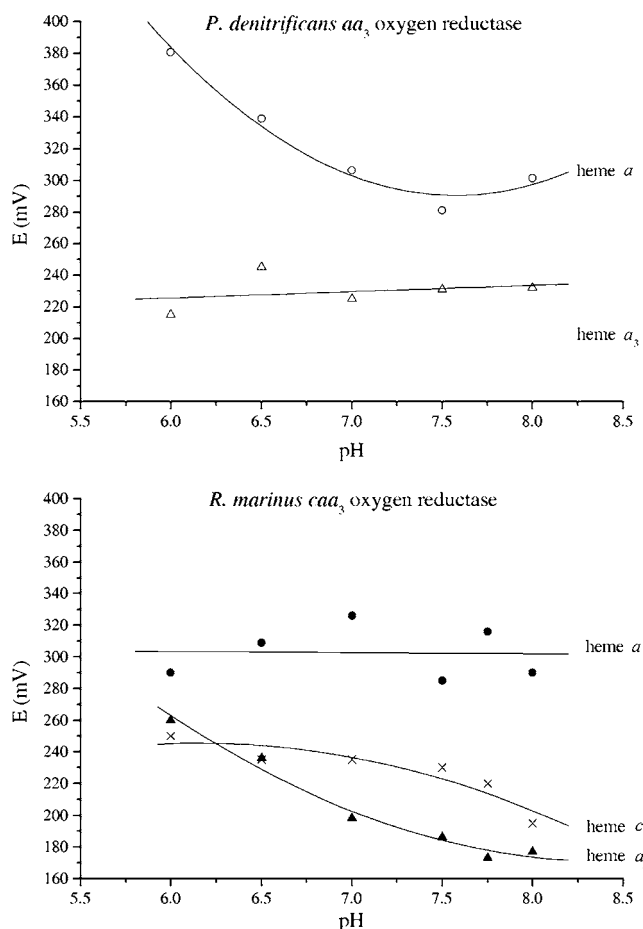 P. denitrificans aa₃ oxygen reductase
400
380
360
340
320
300
280
260
240
220
200
180
160
E (mV)
heme a
heme a₃
5.5 6.0 6.5 7.0 7.5 8.0 8.5
pH
R. marinus caa₃ oxygen reductase
400
380
360
340
320
300
280
260
240
220
200
180
160
E (mV)
heme a
heme c
heme a
5.5 6.0 6.5 7.0 7.5 8.0 8.5
pH